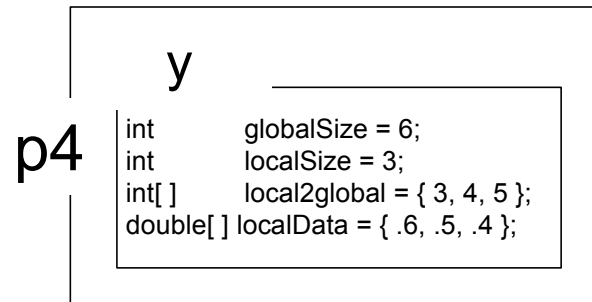 y
p4
int globalSize = 6;
int localSize = 3;
int[ ] local2global = { 3, 4, 5 };
double[ ] localData = { .6, .5, .4 };